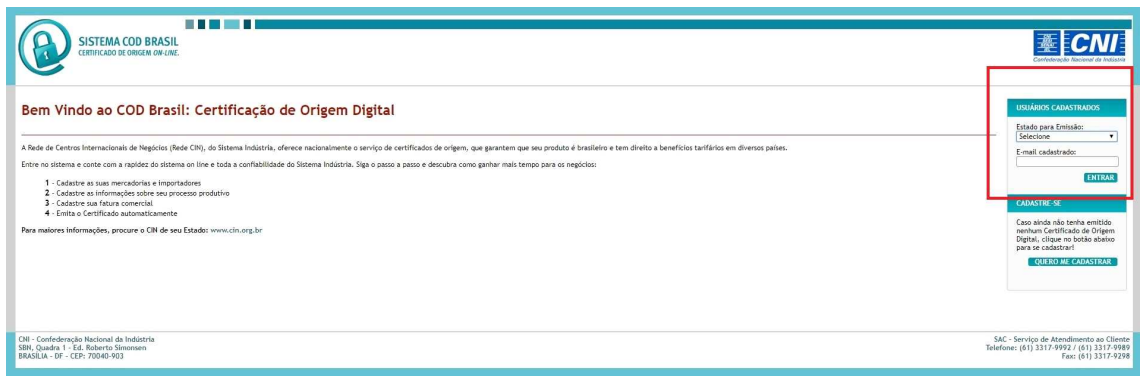 SISTEMA COD BRASIL
CERTIFICADO DE ORIGEM ON-LINE.
CNI
Confederação Nacional da Indústria
Bem Vindo ao COD Brasil: Certificação de Origem Digital
A Rede de Centros Internacionais de Negócios (Rede CIN), do Sistema Indústria, oferece nacionalmente o serviço de certificados de origem, que garantem que seu produto é brasileiro e tem direito a benefícios tarifários em diversos países.
Entre no sistema e conte com a rapidez do sistema on line e toda a confiabilidade do Sistema Indústria. Siga o passo a passo e descubra como ganhar mais tempo para os negócios:
1 - Cadastre as suas mercadorias e importadores
2 - Cadastre as informações sobre seu processo produtivo
3 - Cadastre sua fatura comercial
4 - Emita o Certificado automaticamente
Para maiores informações, procure o CIN de seu Estado: www.cin.org.br
USUÁRIOS CADASTRADOS
Estado para Emissão:
Selecione
E-mail cadastrado:
ENTRAR
CADASTRE-SE
Caso ainda não tenha emitido
nenhum Certificado de Origem
Digital, clique no botão abaixo
para se cadastrar!
QUERO ME CADASTRAR
CNI - Confederação Nacional da Indústria
SBN, Quadra 1 - Ed. Roberto Simonsen
BRASÍLIA - DF - CEP: 70040-903
SAC - Serviço de Atendimento ao Cliente
Telefone: (61) 3317-9992 / (61) 3317-9989
Fax: (61) 3317-9298